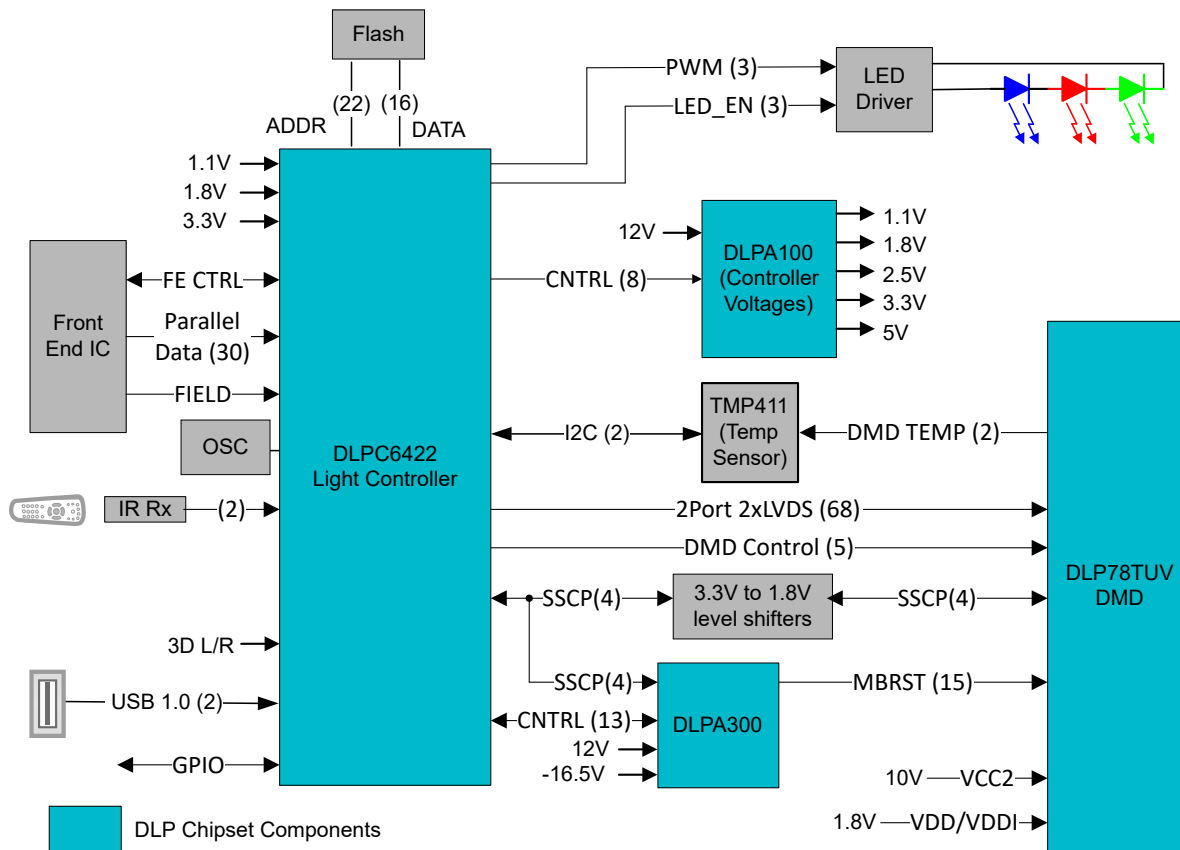 Flash
(22)
(16)
ADDR
DATA
PWM (3)
LED_EN (3)
LED
Driver
1.1V
1.8V
3.3V
12V
DLPA100
(Controller
Voltages)
1.1V
1.8V
2.5V
3.3V
5V
CNTRL (8)
Front
End IC
FE CTRL
Parallel
Data (30)
FIELD
OSC
DLPC6422
Light Controller
I2C (2)
TMP411
(Temp
Sensor)
DMD TEMP (2)
IR Rx
(2)
2Port 2xLVDS (68)
DMD Control (5)
DLP78TUV
DMD
SSCP(4)
3.3V to 1.8V
level shifters
SSCP(4)
3D L/R
SSCP(4)
DLPA300
MBRST (15)
USB 1.0 (2)
CNTRL (13)
12V
-16.5V
GPIO
10V
VCC2
1.8V
VDD/VDDI
DLP Chipset Components